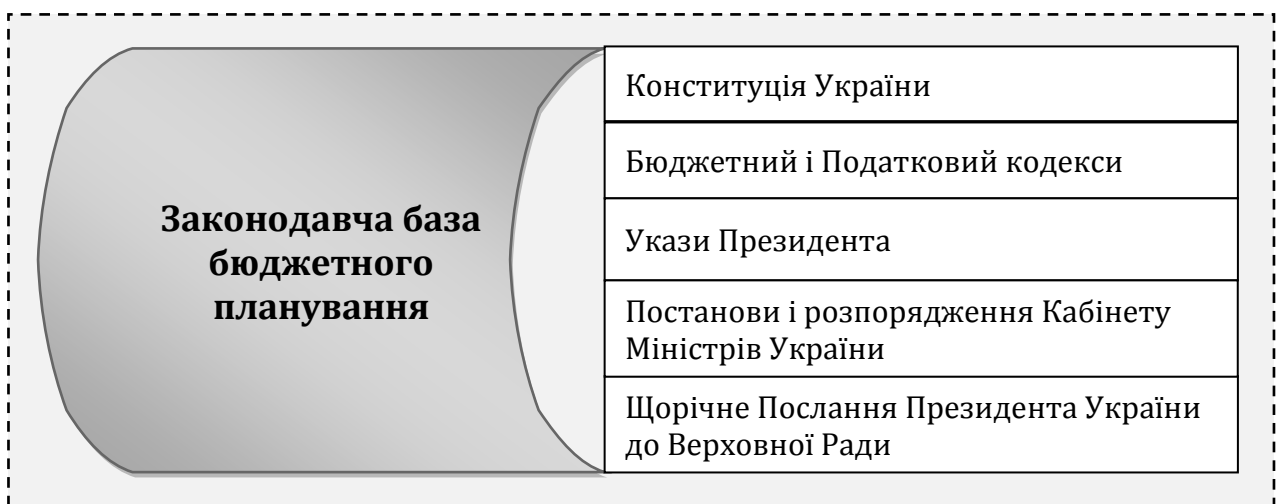 Законодавча база
бюджетного
планування
Конституція України
Бюджетний і Податковий кодекси
Укази Президента
Постанови і розпорядження Кабінету
Міністрів України
Щорічне Послання Президента України
до Верховної Ради